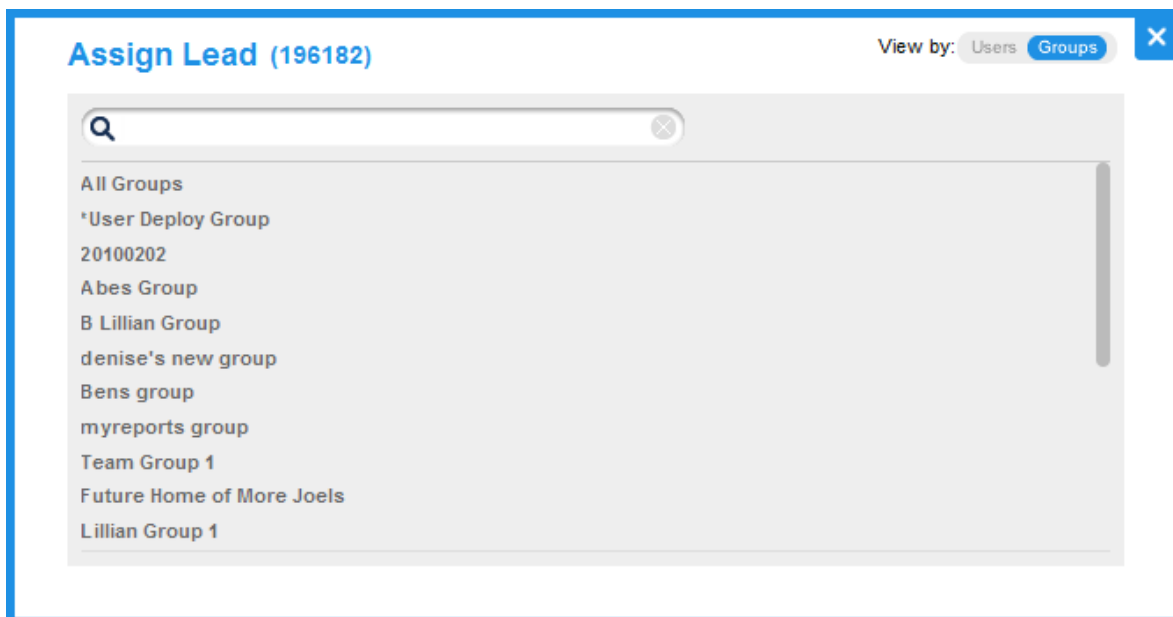 Assign Lead (196182)
View by: Users Groups
All Groups
*User Deploy Group
20100202
Abes Group
B Lillian Group
denise's new group
Bens group
myreports group
Team Group 1
Future Home of More Joels
Lillian Group 1